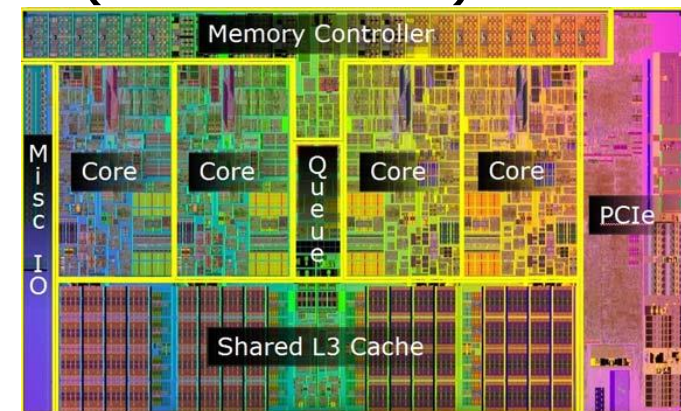 Memory Controller
Misc IO
Core
Core
Queue
Core
Core
PCIe
Shared L3 Cache